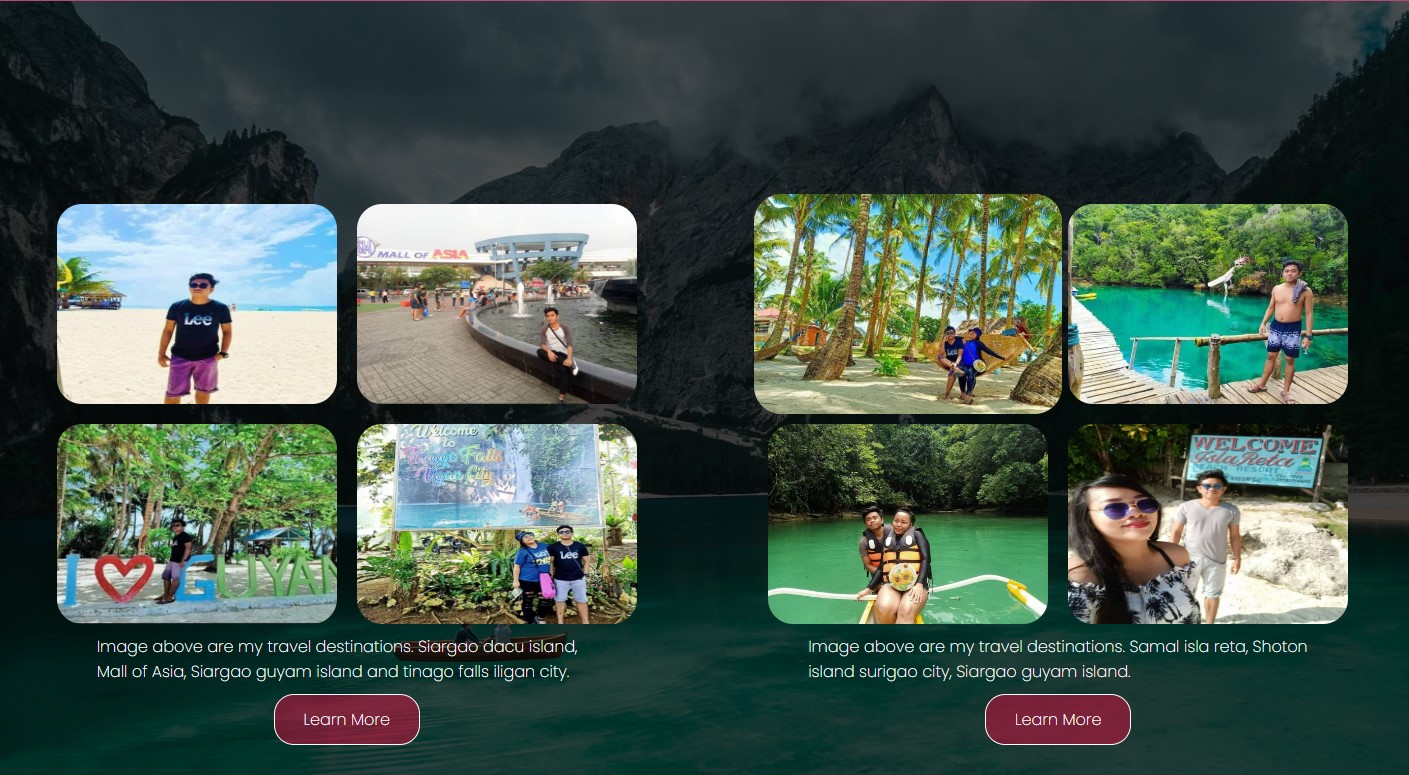 MALL OF ASIA
Lee
I GUYAM
Welcome
to
Tinago Falls
Iligan City
Lee
WELCOME
Isla Reta
BEACH RESORT
Image above are my travel destinations. Siargao dacu island,
Mall of Asia, Siargao guyam island and tinago falls iligan city.
Learn More
Image above are my travel destinations. Samal isla reta, Shoton
island surigao city, Siargao guyam island.
Learn More